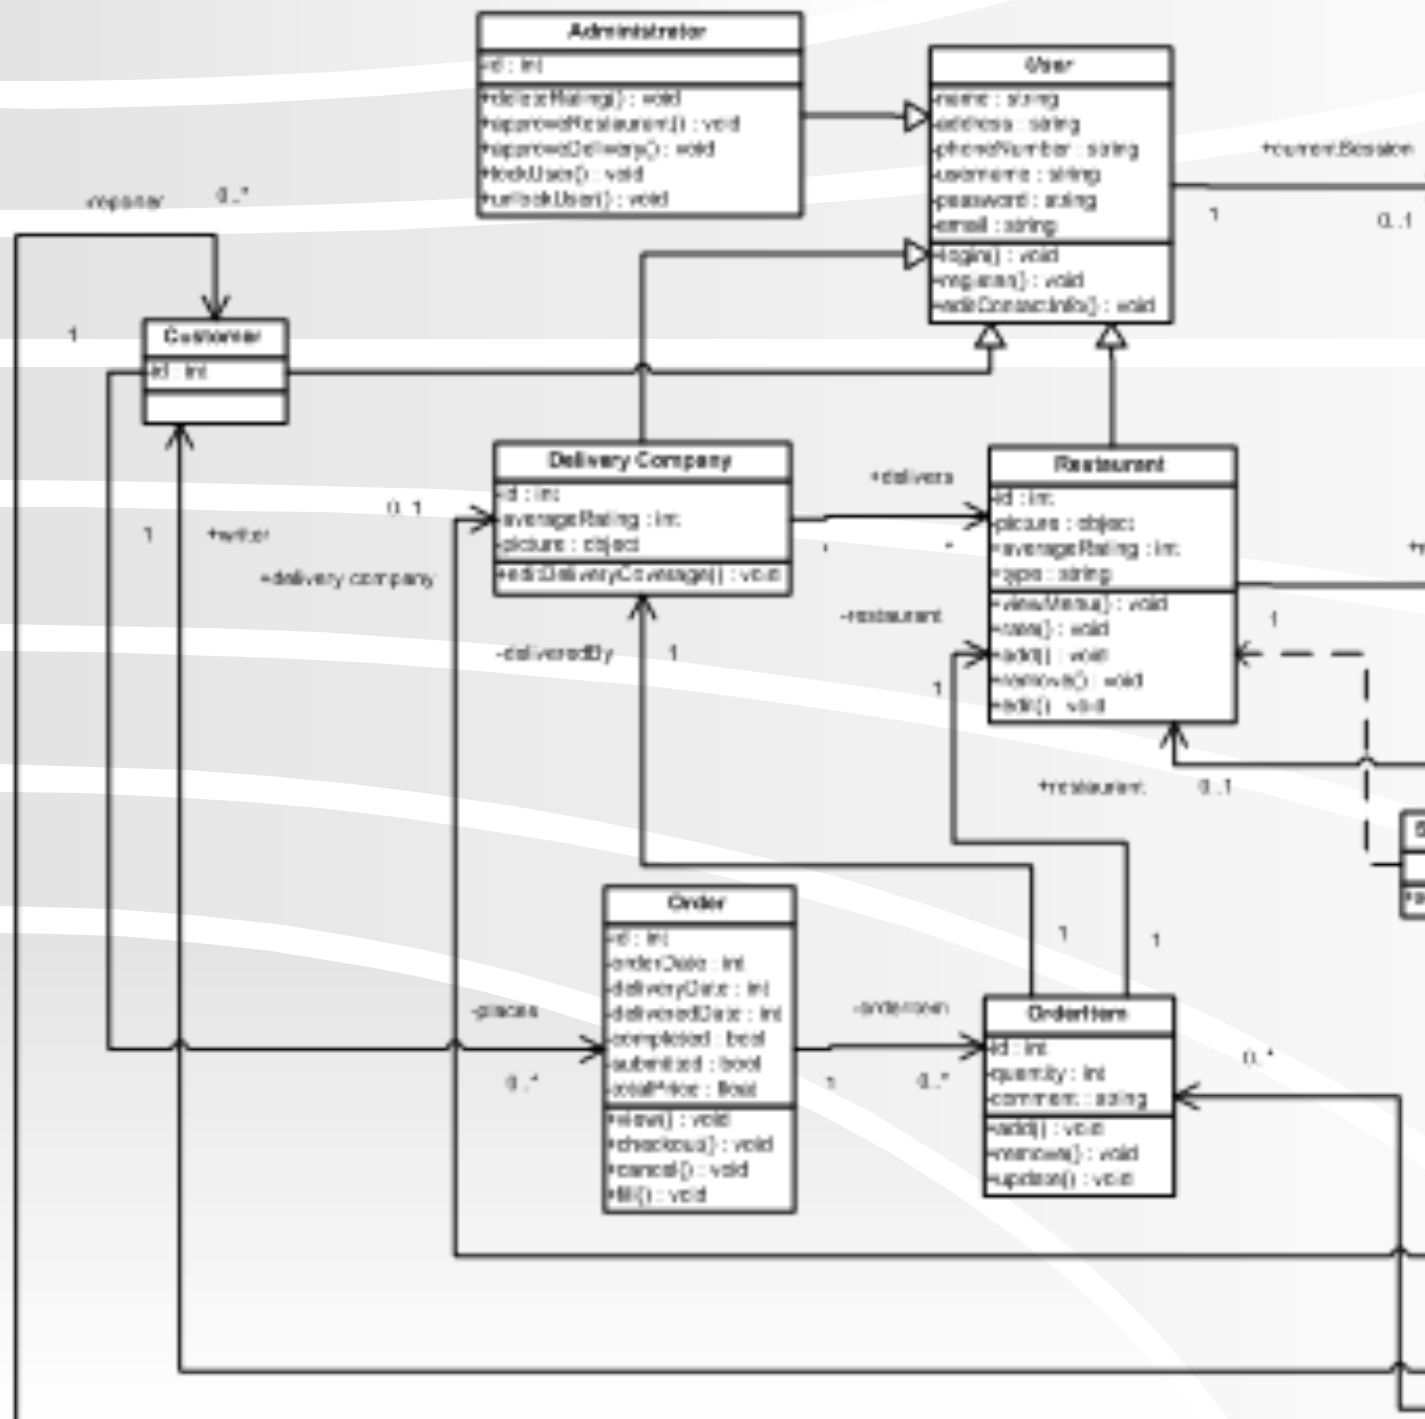 Administrator
-id : int
+deleteRating() : void
+approveRestaurant() : void
+approveDelivery() : void
+lockUser() : void
+unlockUser() : void
User
-name : string
-address : string
-phoneNumber : string
-username : string
-password : string
-email : string
+login() : void
+register() : void
+editContactInfo() : void
+currentSession
1
0..1
-reporter
0..*
1
Customer
-id : int
1
+writer
0..1
+delivery company
Delivery Company
-id : int
-averageRating : int
-picture : object
+editDeliveryCoverage() : void
+delivers
*
*
Restaurant
-id : int
-picture : object
+averageRating : int
+type : string
+viewMenu() : void
+rate() : void
+add() : void
+remove() : void
+edit() : void
1
-restaurant
1
-deliveredBy
1
+restaurant
0..1
Order
-id : int
-orderDate : int
-deliveryDate : int
-deliveredDate : int
-completed : bool
-submitted : bool
-totalPrice : float
+view() : void
+checkout() : void
+cancel() : void
+fill() : void
-places
0..*
-orderItem
1
0..*
1
1
OrderItem
-id : int
-quantity : int
-comment : string
+add() : void
+remove() : void
+update() : void
0..*